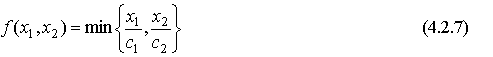 f(x₁,x₂) = min{x₁/c₁, x₂/c₂} (4.2.7)